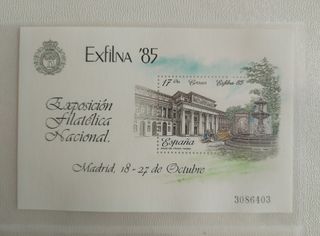 EXFILNA '85
17 Pts Correos Exfilna 85
Exposición
Filatélica
Nacional.
España
Madrid, 18-27 de Octubre
3086403